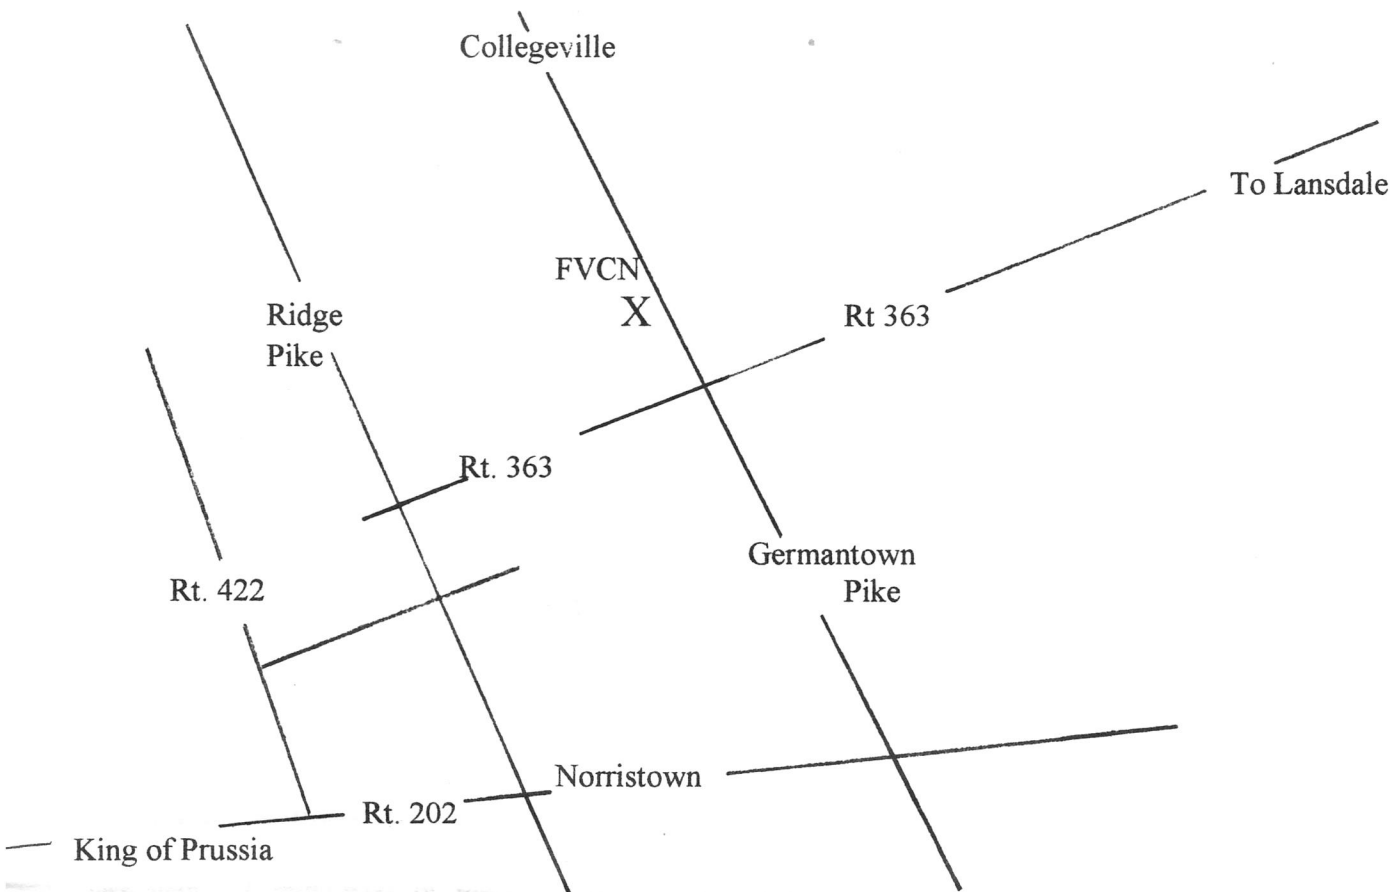 Collegeville
To Lansdale
FVCN
X
Ridge
Pike
Rt 363
Rt. 363
Germantown
Pike
Rt. 422
Norristown
Rt. 202
King of Prussia